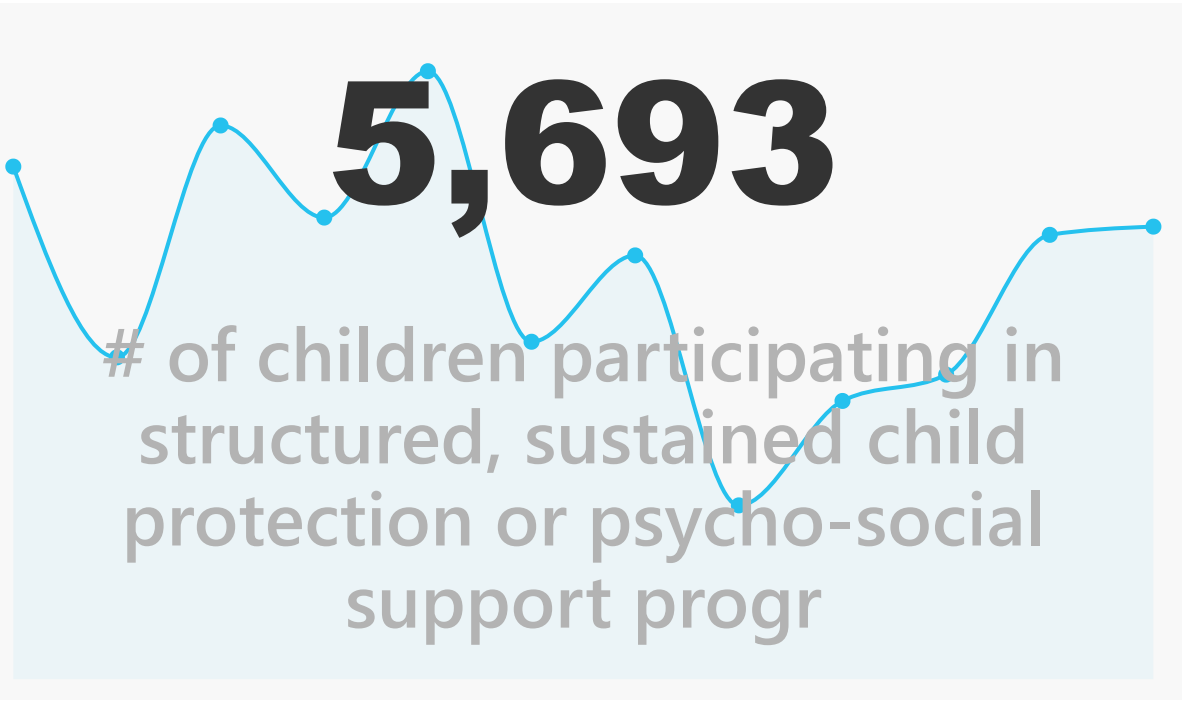 5,693
# of children participating in
structured, sustained child
protection or psycho-social
support progr